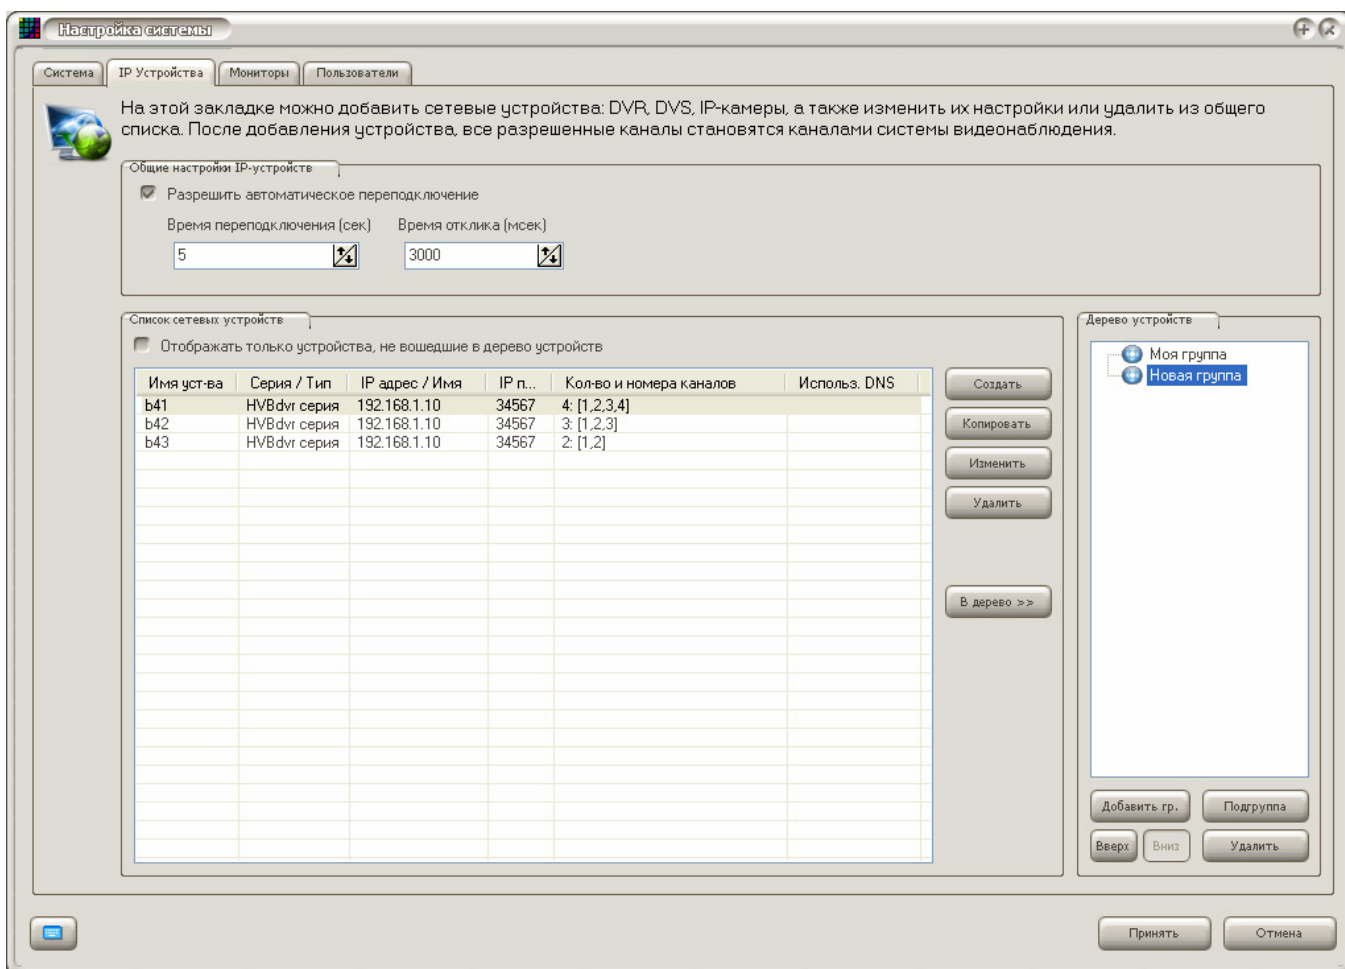 Настройка системы
Система
IP Устройства
Мониторы
Пользователи
На этой закладке можно добавить сетевые устройства: DVR, DVS, IP-камеры, а также изменить их настройки или удалить из общего
списка. После добавления устройства, все разрешенные каналы становятся каналами системы видеонаблюдения.
Общие настройки IP-устройств
Разрешить автоматическое переподключение
Время переподключения (сек) Время отклика (мсек)
5 3000
Список сетевых устройств
Отображать только устройства, не вошедшие в дерево устройств
Имя уст-ва Серия / Тип IP адрес / Имя IP п... Кол-во и номера каналов Использ. DNS
b41 HVBdvr серия 192.168.1.10 34567 4: [1,2,3,4]
b42 HVBdvr серия 192.168.1.10 34567 3: [1,2,3]
b43 HVBdvr серия 192.168.1.10 34567 2: [1,2]
Создать
Копировать
Изменить
Удалить
В дерево >>
Дерево устройств
Моя группа
Новая группа
Добавить гр. Подгруппа
Вверх Вниз Удалить
Принять Отмена